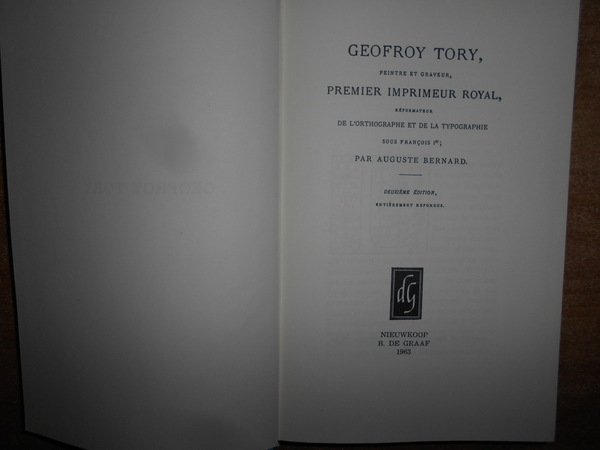 GEOFROY TORY,
PEINTRE ET GRAVEUR,
PREMIER IMPRIMEUR ROYAL,
RÉFORMATEUR
DE L'ORTHOGRAPHE ET DE LA TYPOGRAPHIE
SOUS FRANÇOIS Ier;
PAR AUGUSTE BERNARD.
DEUXIÈME ÉDITION,
ENTIÈREMENT REFONDUE.
dG
NIEUWKOOP
B. DE GRAAF
1963